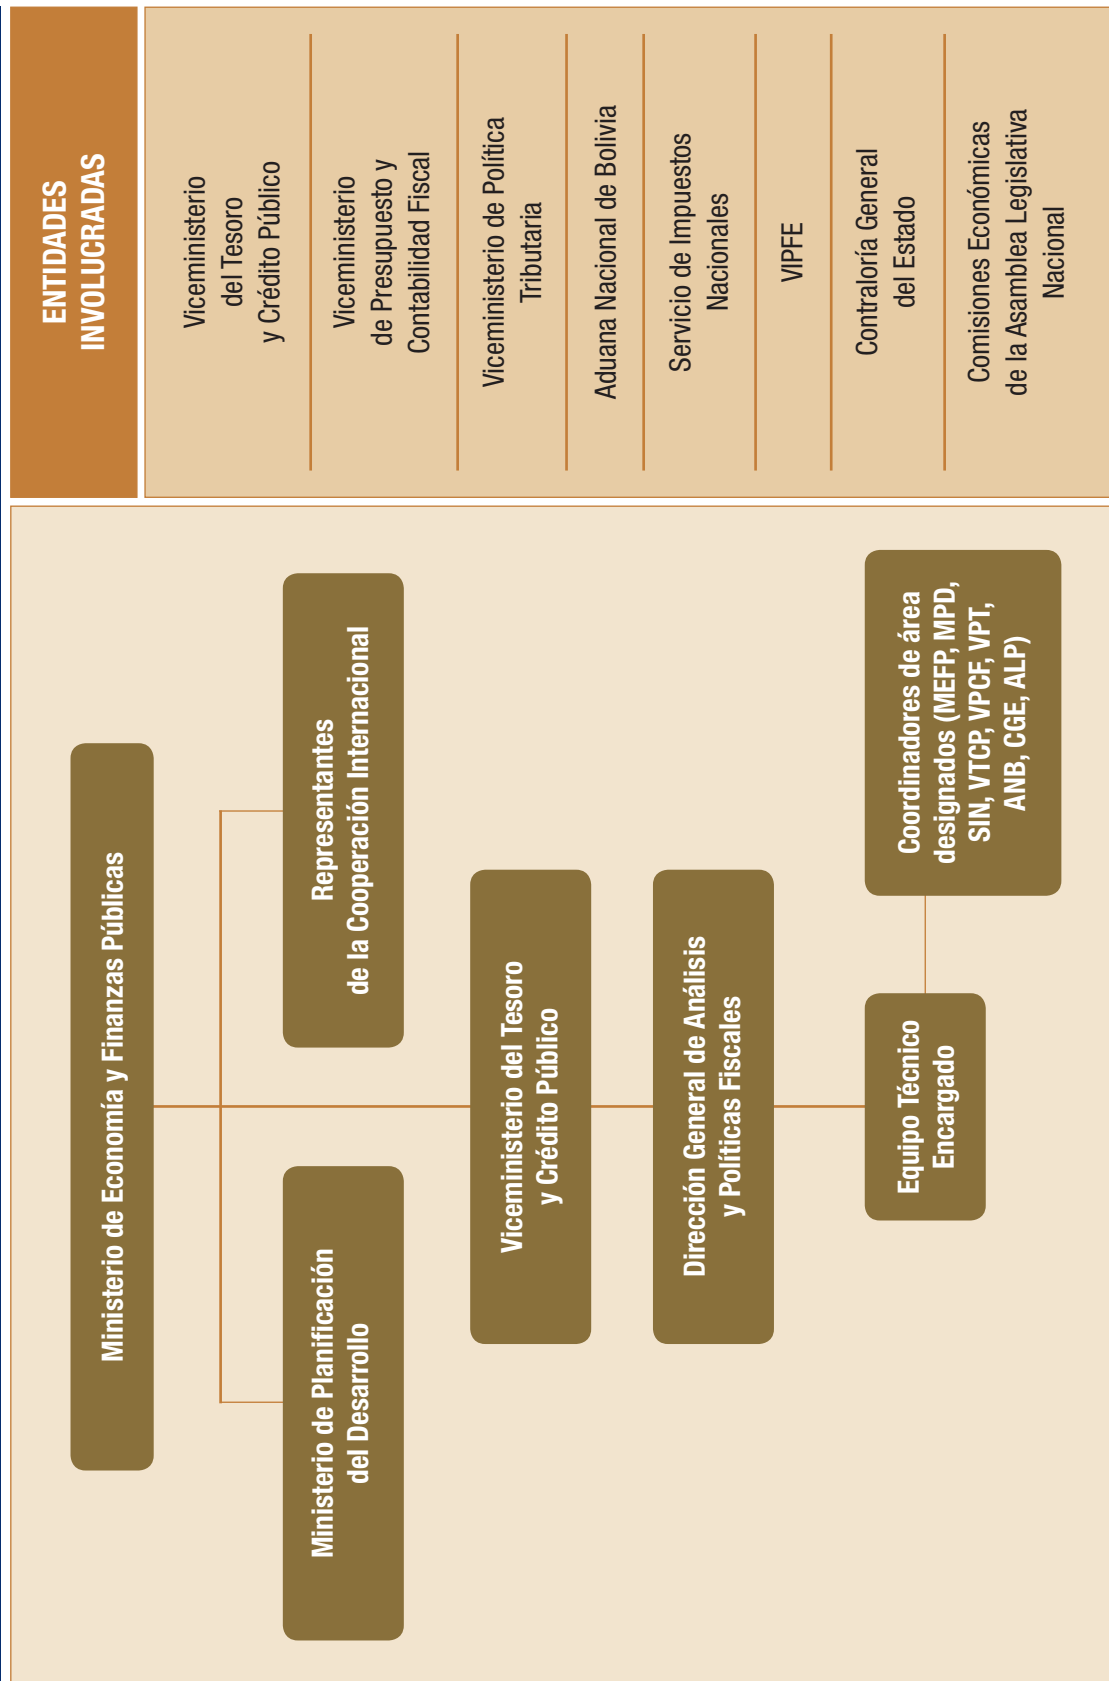 Ministerio de Economía y Finanzas Públicas
Ministerio de Planificación
del Desarrollo
Representantes
de la Cooperación Internacional
Viceministerio del Tesoro
y Crédito Público
Dirección General de Análisis
y Políticas Fiscales
Equipo Técnico
Encargado
Coordinadores de área
designados (MEFP, MPD,
SIN, VTCP, VPCF, VPT,
ANB, CGE, ALP)
ENTIDADES
INVOLUCRADAS
Viceministerio
del Tesoro
y Crédito Público
Viceministerio
de Presupuesto y
Contabilidad Fiscal
Viceministerio de Política
Tributaria
Aduana Nacional de Bolivia
Servicio de Impuestos
Nacionales
VIPFE
Contraloría General
del Estado
Comisiones Económicas
de la Asamblea Legislativa
Nacional